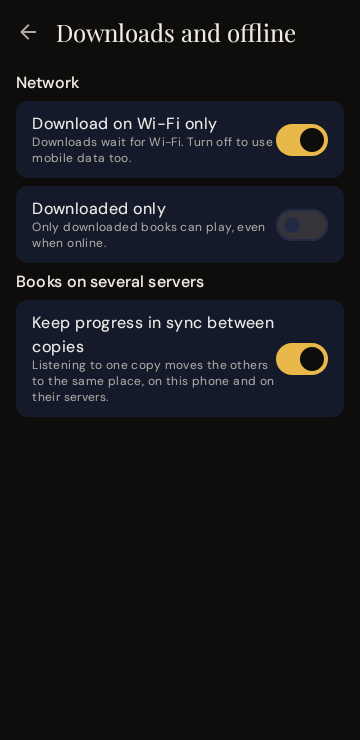 Downloads and offline
Network
Download on Wi-Fi only
Downloads wait for Wi-Fi. Turn off to use
mobile data too.
Downloaded only
Only downloaded books can play, even
when online.
Books on several servers
Keep progress in sync between
copies
Listening to one copy moves the others
to the same place, on this phone and on
their servers.